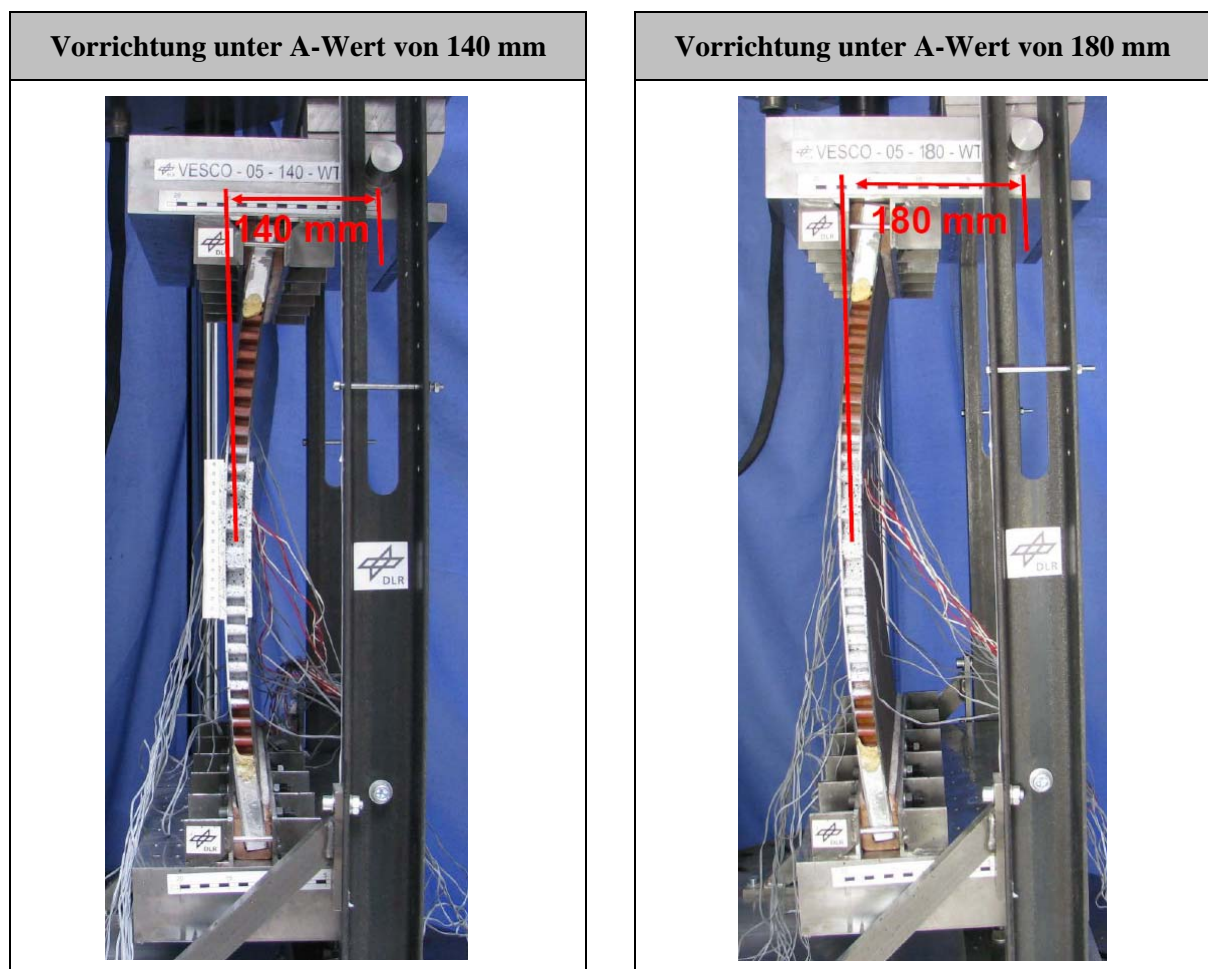 Vorrichtung unter A-Wert von 140 mm
VESCO - 05 - 140 - WT
140 mm
DLR
DLR
DLR
Vorrichtung unter A-Wert von 180 mm
VESCO - 05 - 180 - WT
180 mm
DLR
DLR
DLR